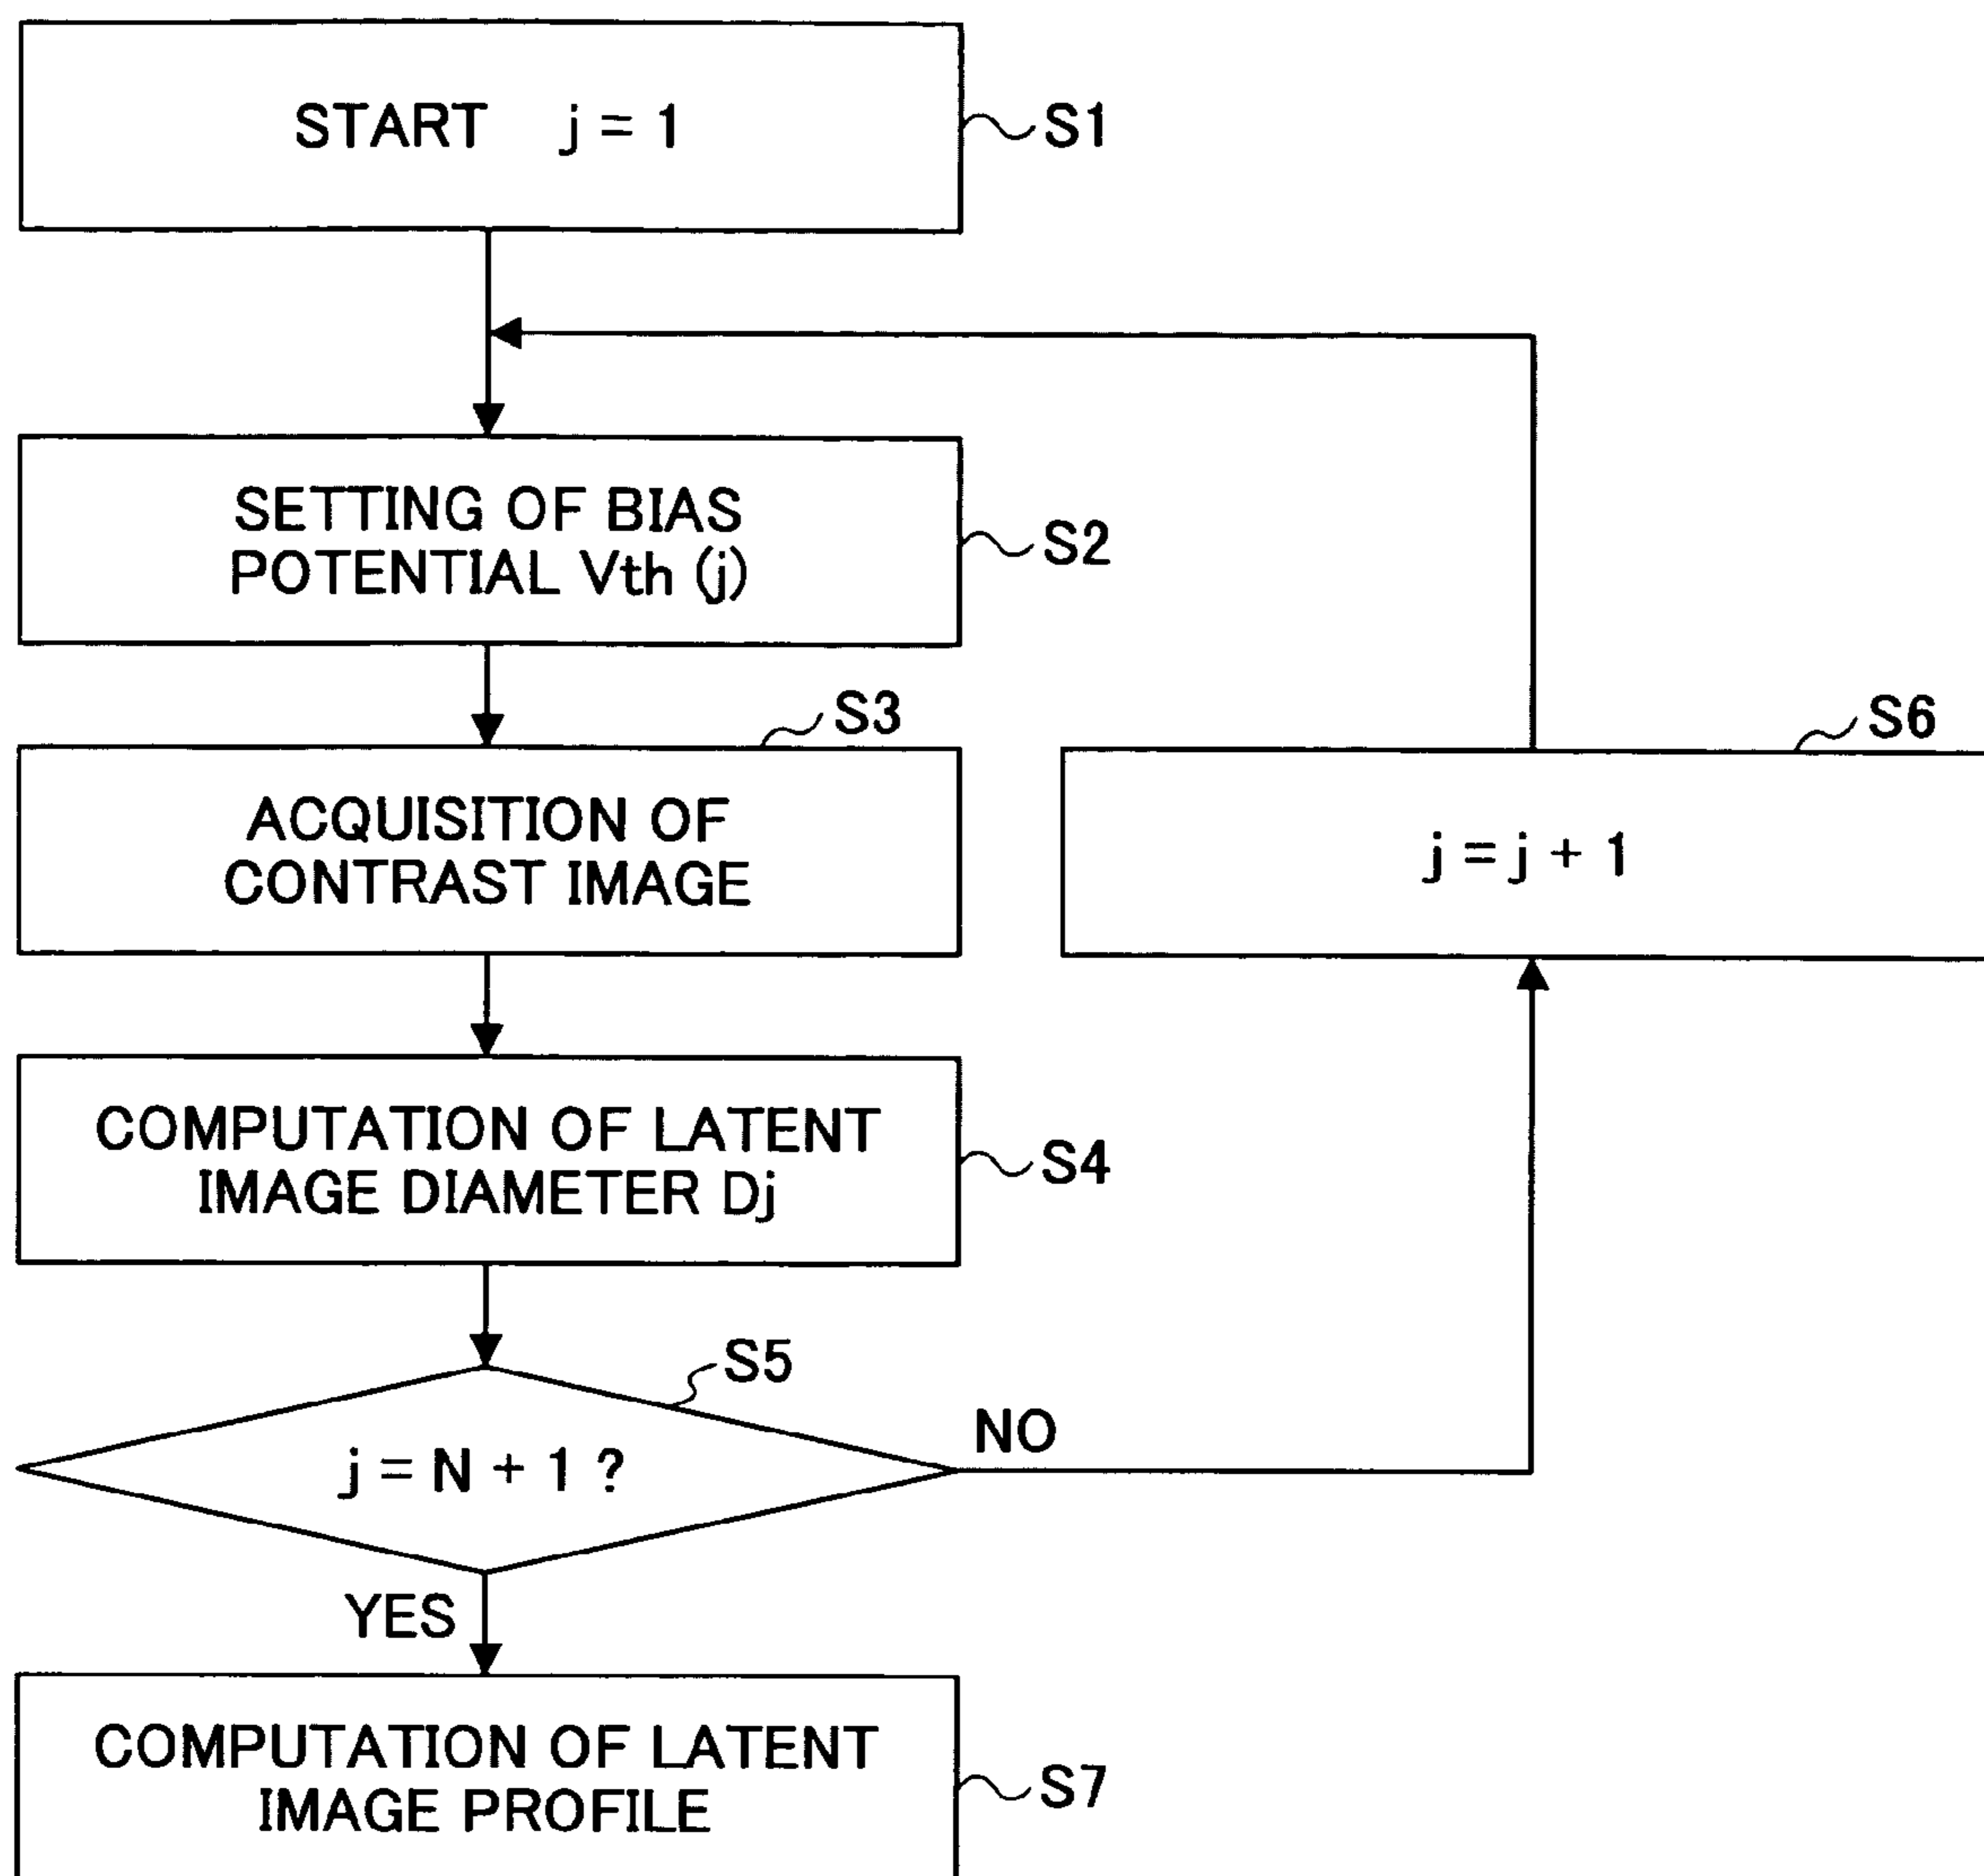 START j = 1
S1
SETTING OF BIAS
POTENTIAL Vth (j)
S2
S3
ACQUISITION OF
CONTRAST IMAGE
S6
j = j + 1
COMPUTATION OF LATENT
IMAGE DIAMETER Dj
S4
S5
j = N + 1 ?
NO
YES
COMPUTATION OF LATENT
IMAGE PROFILE
S7